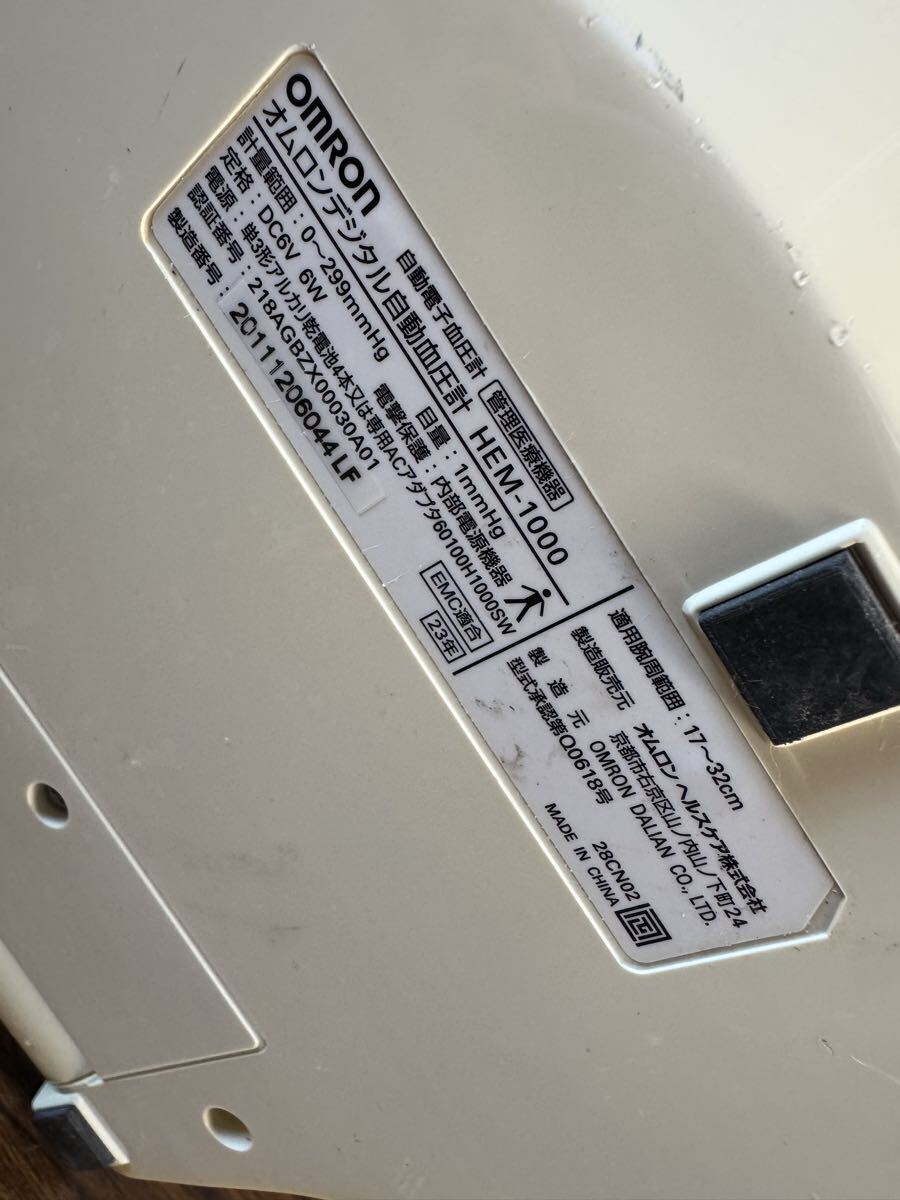 OMRON 自動電子血圧計 管理医療機器
オムロンデジタル自動血圧計 HEM-1000
計量範囲：0～299mmHg 目量：1mmHg
定格：DC6V 6W 電撃保護：内部電源機器
電源：単3形アルカリ乾電池4本又は専用ACアダプタ60100H1000SW
認証番号：218AGBZX00030A01 EMC適合
製造番号：20111206044LF 23年
適用腕周範囲：17～32cm
製造販売元 オムロン ヘルスケア株式会社
京都市右京区山ノ内山ノ下町24
製造元 OMRON DALIAN CO., LTD.
型式承認第Q0618号 28CN02
MADE IN CHINA